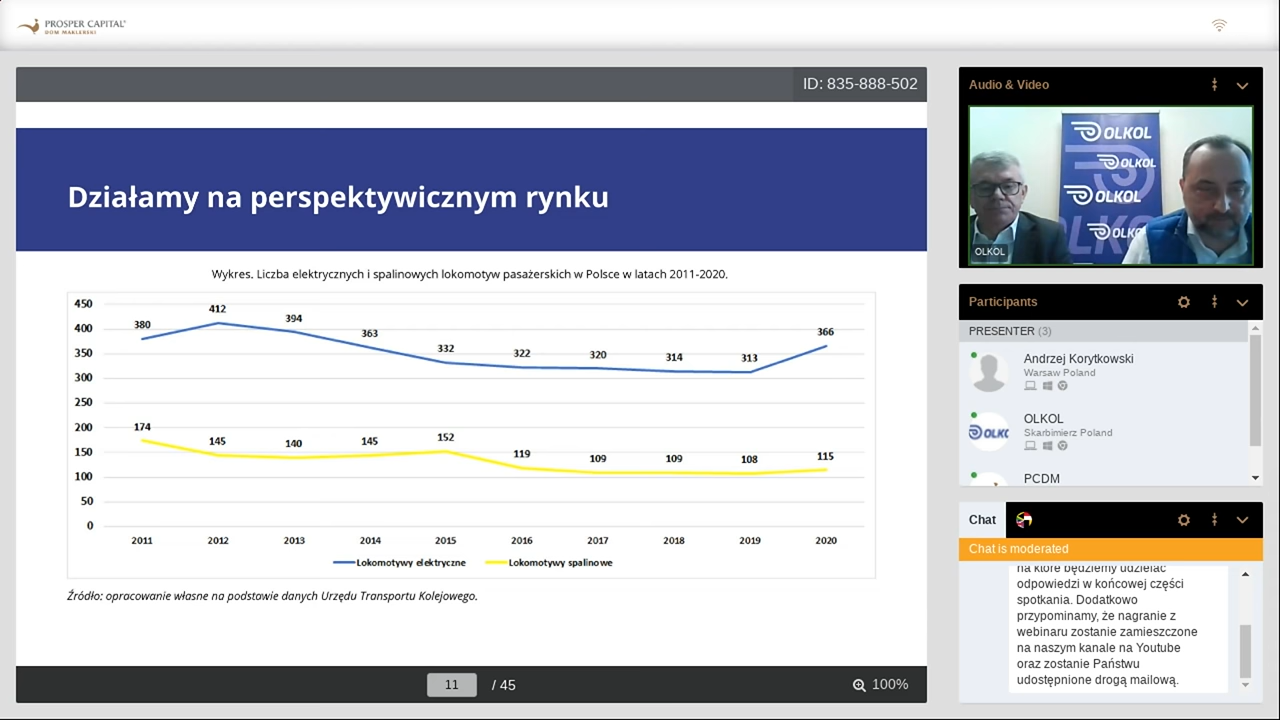 PROSPER CAPITAL
DOM MAKLERSKI
ID: 835-888-502
Działamy na perspektywicznym rynku
Wykres. Liczba elektrycznych i spalinowych lokomotyw pasażerskich w Polsce w latach 2011-2020.
450
400
350
300
250
200
150
100
50
0
380 412 394 363 332 322 320 314 313 366
174 145 140 145 152 119 109 109 108 115
2011 2012 2013 2014 2015 2016 2017 2018 2019 2020
Lokomotywy elektryczne Lokomotywy spalinowe
Źródło: opracowanie własne na podstawie danych Urzędu Transportu Kolejowego.
11 / 45
100%
Audio & Video
OLKOL
OLKOL
OLKOL
OLKOL
OLKOL
Participants
PRESENTER (3)
Andrzej Korytkowski
Warsaw Poland
OLKOL
Skarbimierz Poland
PCDM
Chat
Chat is moderated
na które będziemy udzielać
odpowiedzi w końcowej części
spotkania. Dodatkowo
przypominamy, że nagranie z
webinaru zostanie zamieszczone
na naszym kanale na Youtube
oraz zostanie Państwu
udostępnione drogą mailową.